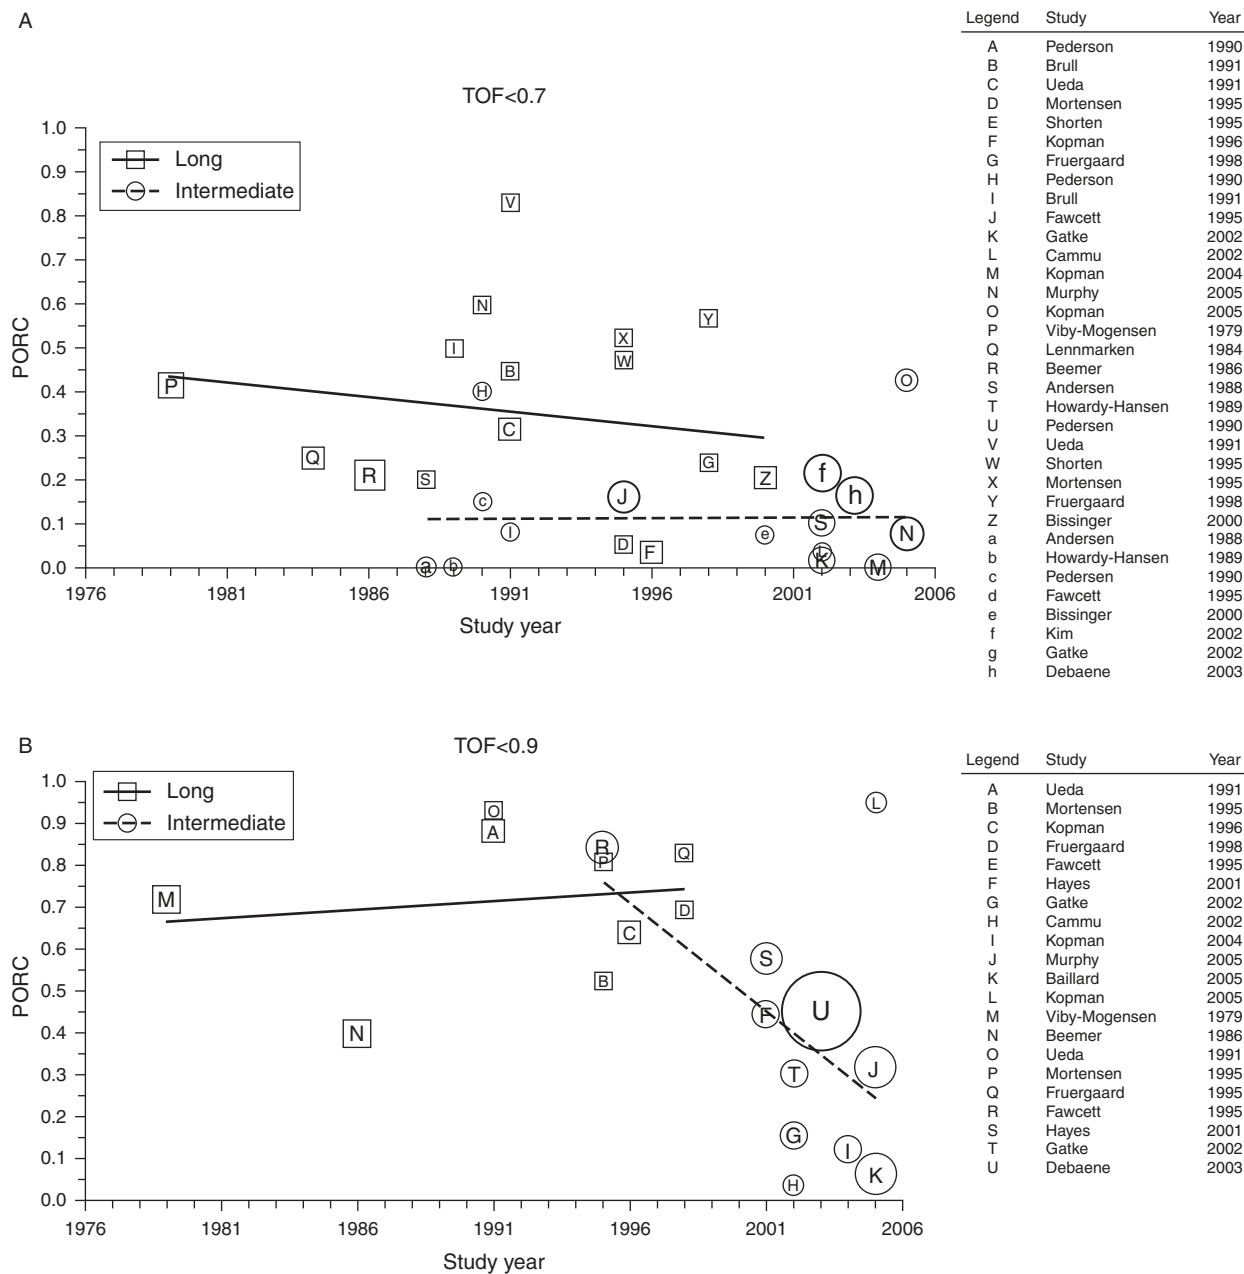 A
TOF<0.7
1.0
0.9
0.8
0.7
0.6
0.5
0.4
0.3
0.2
0.1
0.0
PORC
Long
Intermediate
V
N
Y
I
X
W
B
P
H
O
C
Q
R
G
S
Z
f
c
J
h
I
S
N
e
D
F
L
K
a
b
M
1976 1981 1986 1991 1996 2001 2006
Study year
Legend Study Year
A Pederson 1990
B Brull 1991
C Ueda 1991
D Mortensen 1995
E Shorten 1995
F Kopman 1996
G Fruergaard 1998
H Pederson 1990
I Brull 1991
J Fawcett 1995
K Gatke 2002
L Cammu 2002
M Kopman 2004
N Murphy 2005
O Kopman 2005
P Viby-Mogensen 1979
Q Lennmarken 1984
R Beemer 1986
S Andersen 1988
T Howardy-Hansen 1989
U Pedersen 1990
V Ueda 1991
W Shorten 1995
X Mortensen 1995
Y Fruergaard 1998
Z Bissinger 2000
a Andersen 1988
b Howardy-Hansen 1989
c Pedersen 1990
d Fawcett 1995
e Bissinger 2000
f Kim 2002
g Gatke 2002
h Debaene 2003
B
TOF<0.9
1.0
0.9
0.8
0.7
0.6
0.5
0.4
0.3
0.2
0.1
0.0
PORC
Long
Intermediate
O
A
L
R
P
Q
M
D
C
S
B
F
U
N
T
J
G
I
K
H
1976 1981 1986 1991 1996 2001 2006
Study year
Legend Study Year
A Ueda 1991
B Mortensen 1995
C Kopman 1996
D Fruergaard 1998
E Fawcett 1995
F Hayes 2001
G Gatke 2002
H Cammu 2002
I Kopman 2004
J Murphy 2005
K Baillard 2005
L Kopman 2005
M Viby-Mogensen 1979
N Beemer 1986
O Ueda 1991
P Mortensen 1995
Q Fruergaard 1995
R Fawcett 1995
S Hayes 2001
T Gatke 2002
U Debaene 2003